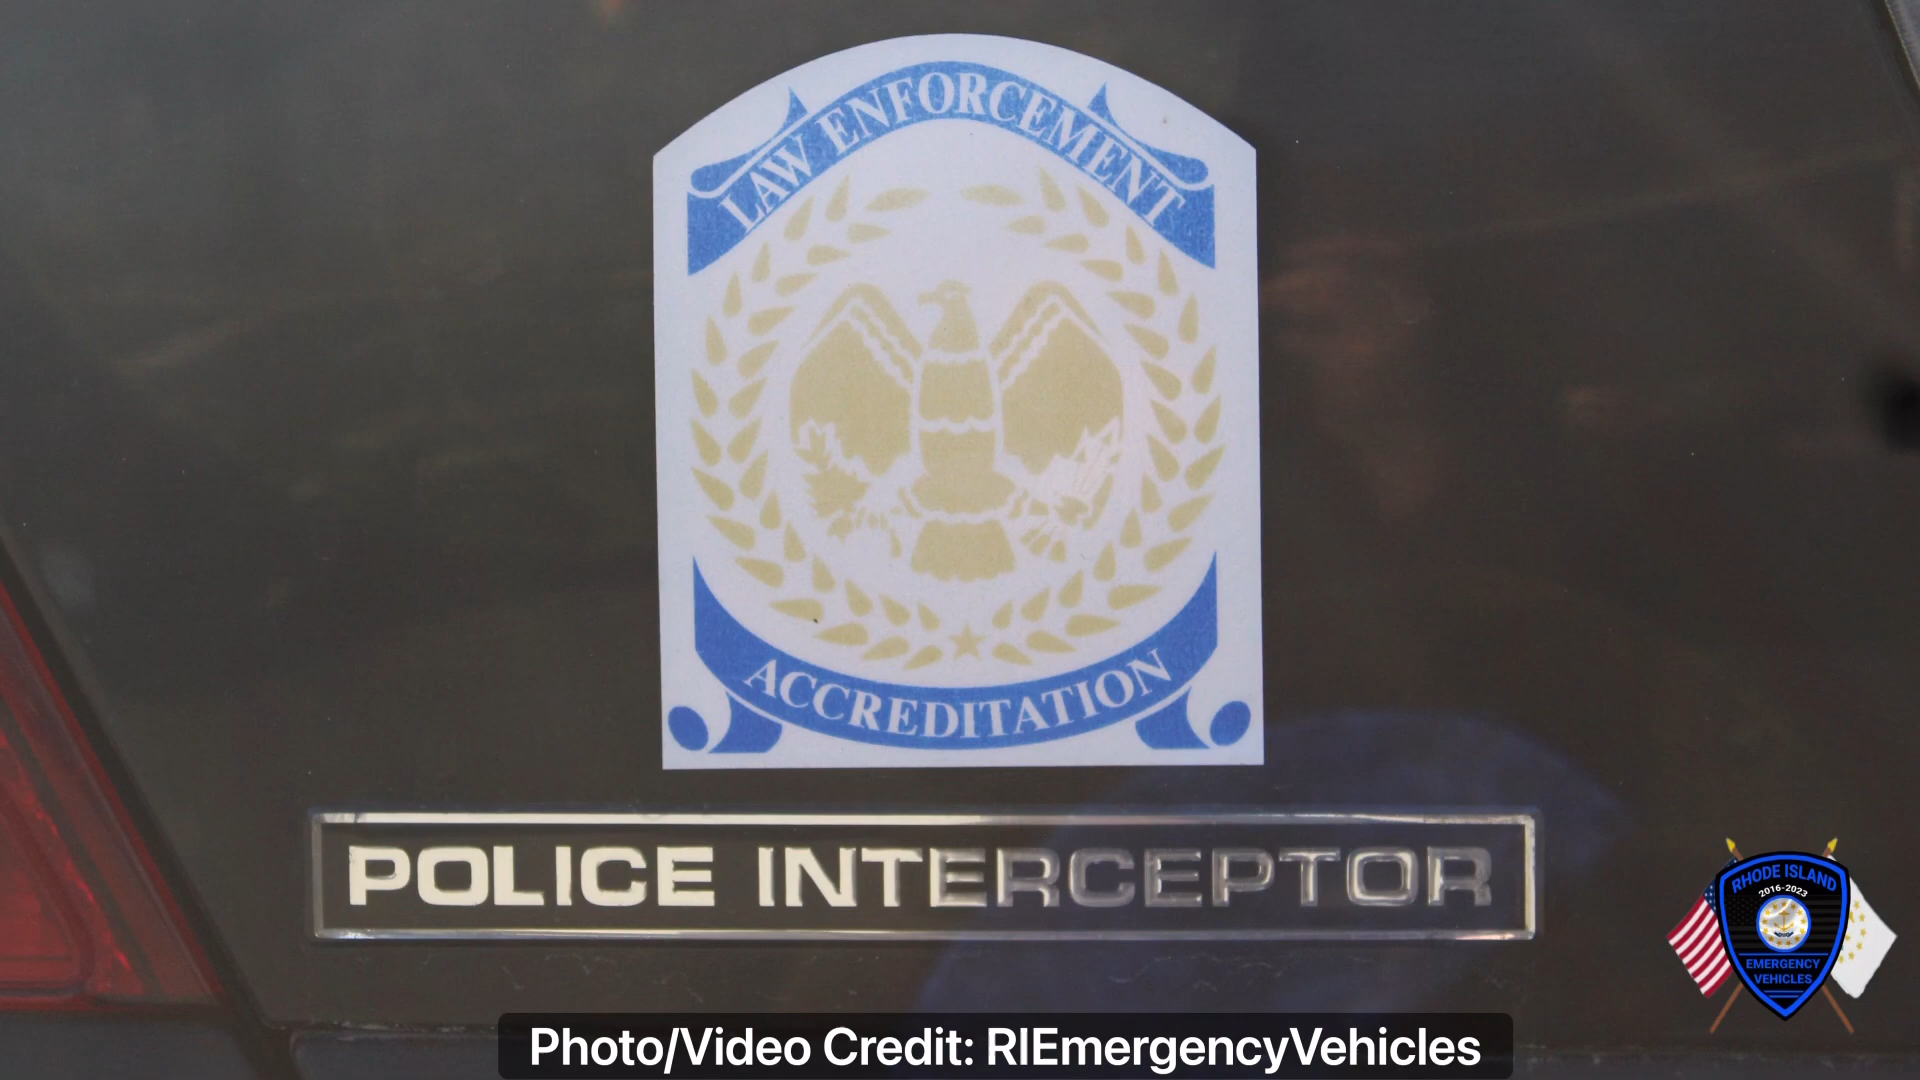 LAW ENFORCEMENT
ACCREDITATION
POLICE INTERCEPTOR
RHODE ISLAND
2016-2023
EMERGENCY
VEHICLES
Photo/Video Credit: RIEmergencyVehicles